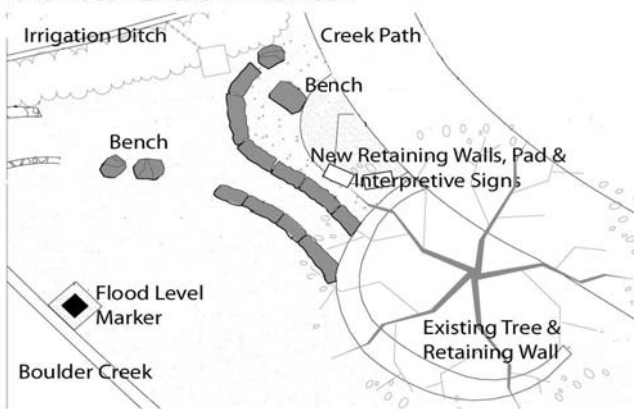 Irrigation Ditch
Creek Path
Bench
Bench
New Retaining Walls, Pad &
Interpretive Signs
Flood Level
Marker
Existing Tree &
Retaining Wall
Boulder Creek